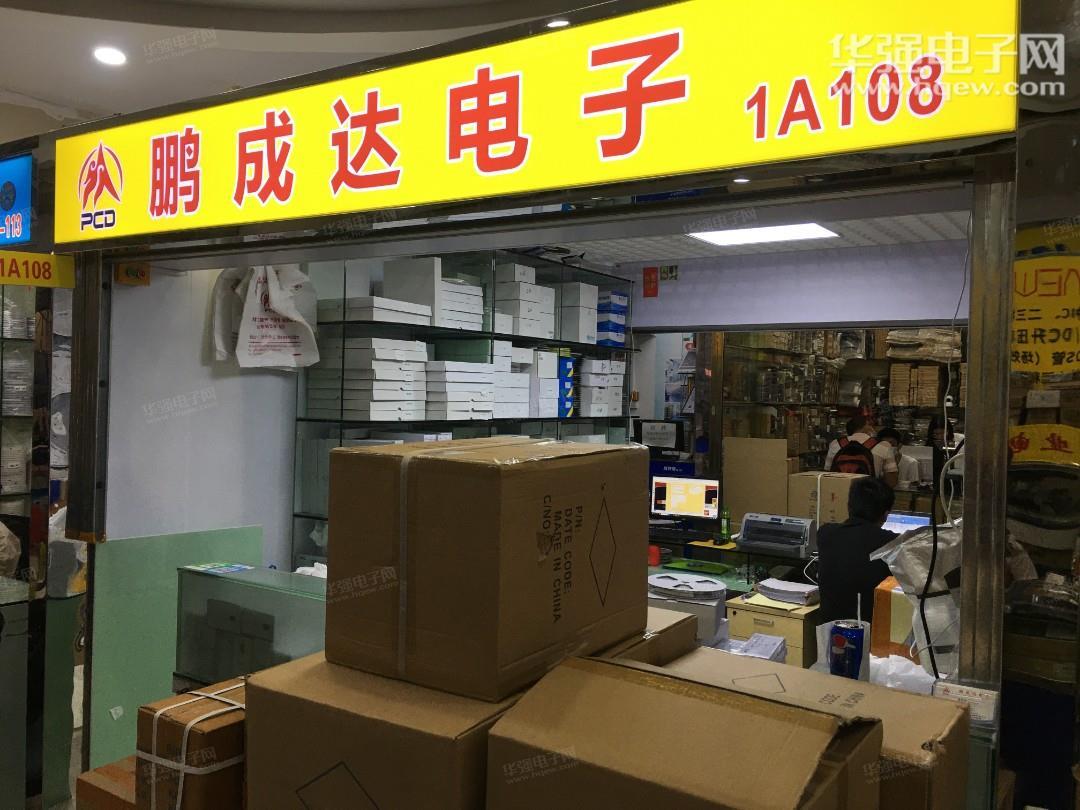 华强电子网
www.hqew.com
鹏成达电子 1A108
PCD
-113
1A108
P/N:
DATE CODE:
MADE IN CHINA
C/NO: